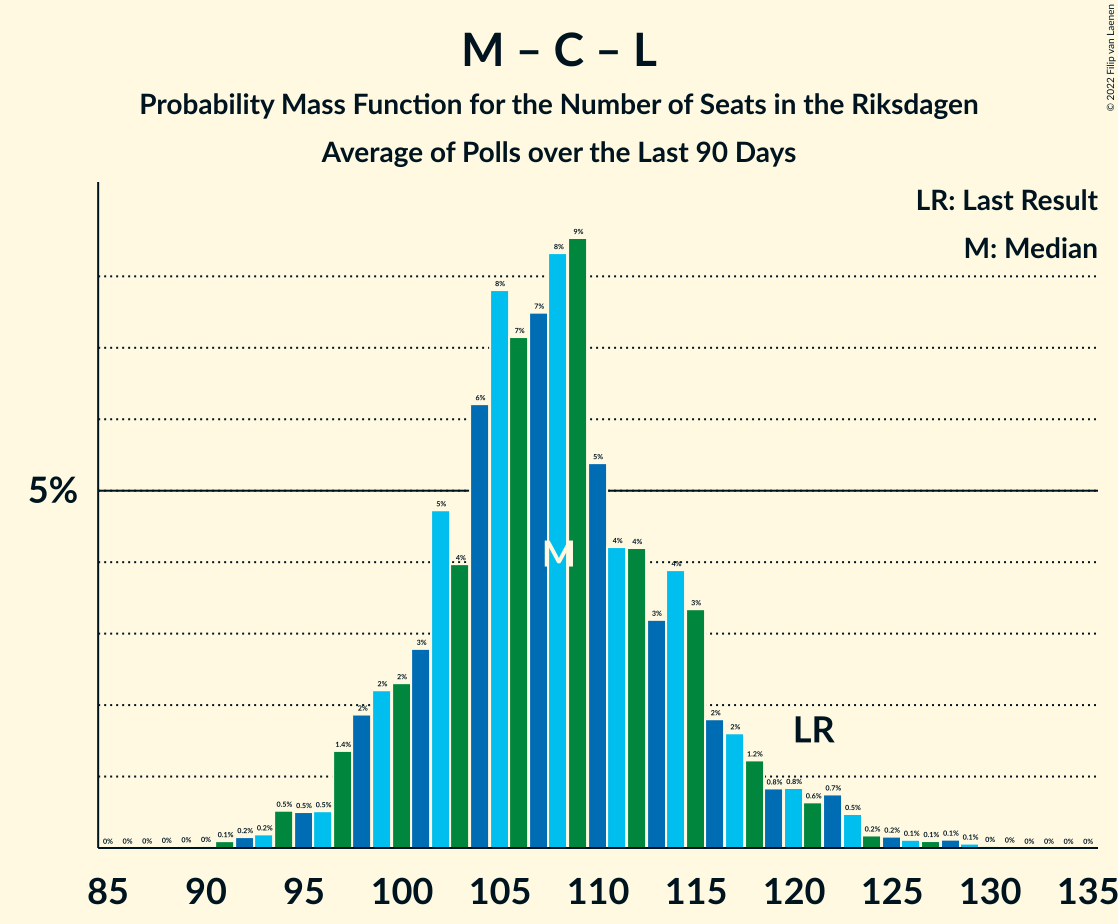 M – C – L
Probability Mass Function for the Number of Seats in the Riksdagen
Average of Polls over the Last 90 Days
© 2022 Filip van Laenen
LR: Last Result
M: Median
5%
0% 0% 0% 0% 0% 0% 0.1% 0.2% 0.2% 0.5% 0.5% 0.5% 1.4% 2% 2% 2% 3% 5% 4% 6% 8% 7% 7% 8% 9% 5% 4% 4% 3% 4% 3% 2% 2% 1.2% 0.8% 0.8% 0.6% 0.7% 0.5% 0.2% 0.2% 0.1% 0.1% 0.1% 0.1% 0% 0% 0% 0% 0% 0%
M
LR
85 90 95 100 105 110 115 120 125 130 135